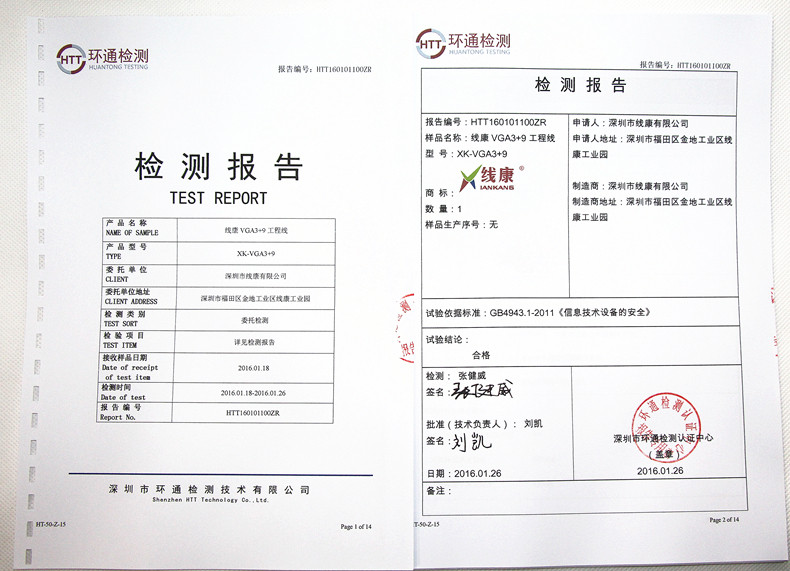 HTT 环通检测
HUANTONG TESTING
报告编号：HTT160101100ZR
检测报告
TEST REPORT
产品名称
NAME OF SAMPLE
线康 VGA3+9 工程线
产品型号
TYPE
XK-VGA3+9
委托单位
CLIENT
深圳市线康有限公司
委托单位地址
CLIENT ADDRESS
深圳市福田区金地工业区线康工业园
检测类别
TEST SORT
委托检测
检验项目
TEST ITEM
详见检测报告
接收样品日期
Date of receipt
of test item
2016.01.18
检测时间
Date of test
2016.01.18-2016.01.26
报告编号
Report No.
HTT160101100ZR
深圳市环通检测技术有限公司
Shenzhen HTT Technology Co.,Ltd.
HT-50-Z-15
Page 1 of 14
HTT 环通检测
HUANTONG TESTING
报告编号：HTT160101100ZR
检测报告
报告编号：HTT160101100ZR
样品名称：线康 VGA3+9 工程线
型 号：XK-VGA3+9
商 标：
线康®
XIANKANG
数 量：1
样品生产序号：无
申请人：深圳市线康有限公司
申请人地址：深圳市福田区金地工业区线
康工业园
制造商：深圳市线康有限公司
制造商地址：深圳市福田区金地工业区线
康工业园
试验依据标准：GB4943.1-2011《信息技术设备的安全》
试验结论：
合格
检测： 张健威
签名：张健威
批准（技术负责人）： 刘凯
签名：刘凯
日期：2016.01.26
环通检测认证中心
深圳市环通检测认证中心
（盖章）
2016.01.26
备注：
T-50-Z-15
Page 2 of 14